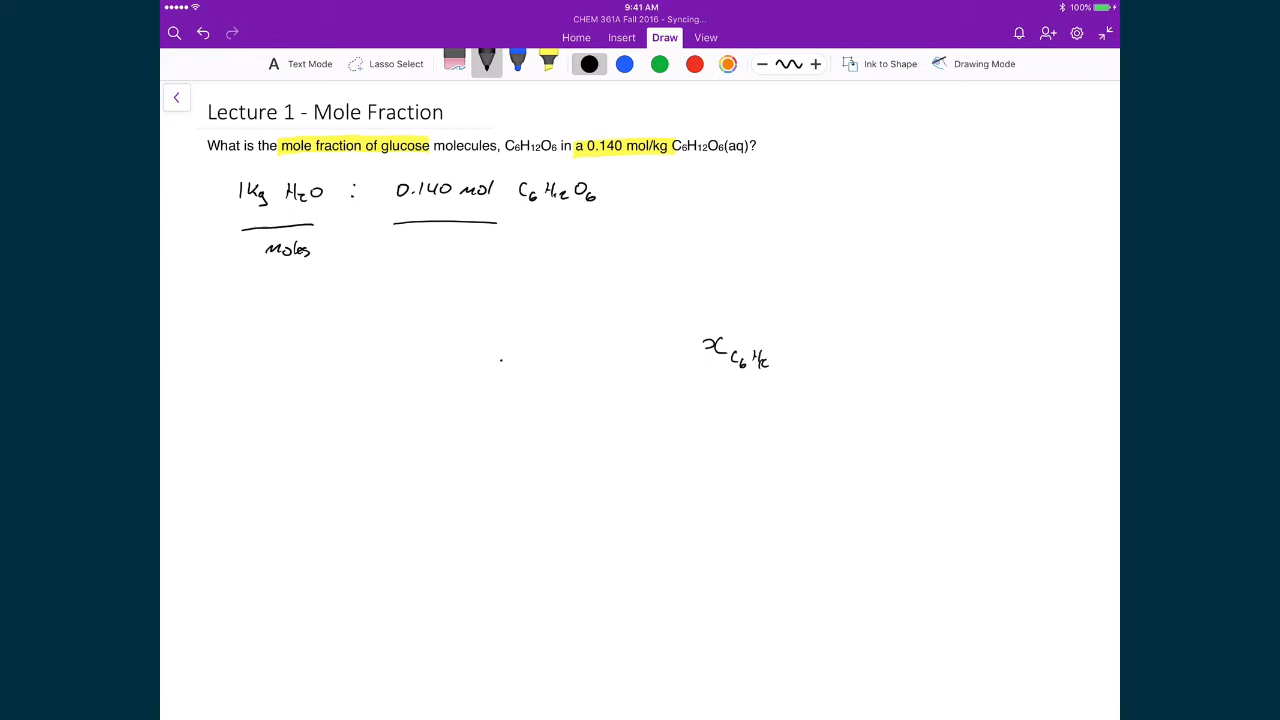 9:41 AM
100%
CHEM 361A Fall 2016 - Syncing...
Home Insert Draw View
A Text Mode Lasso Select Ink to Shape Drawing Mode
Lecture 1 - Mole Fraction
What is the mole fraction of glucose molecules, C₆H₁₂O₆ in a 0.140 mol/kg C₆H₁₂O₆(aq)?
1kg H₂O : 0.140 mol C₆H₁₂O₆
moles
x C₆H₁₂